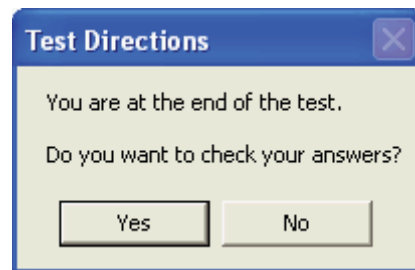 Test Directions
You are at the end of the test.
Do you want to check your answers?
Yes No